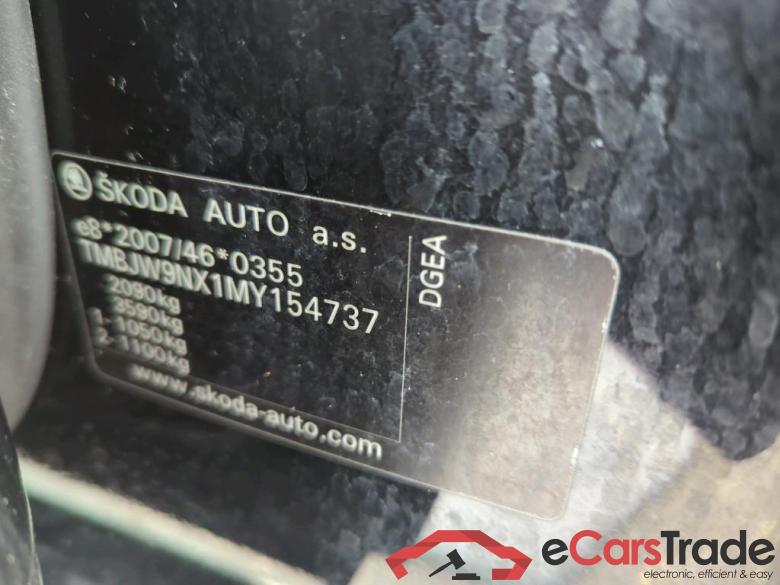 ŠKODA AUTO a.s.
e8*2007/46*0355
TMBJW9NX1MY154737
2090kg
3590kg
1-1050kg
2-1100kg
www.skoda-auto.com
DGEA
eCarsTrade
electronic, efficient & easy